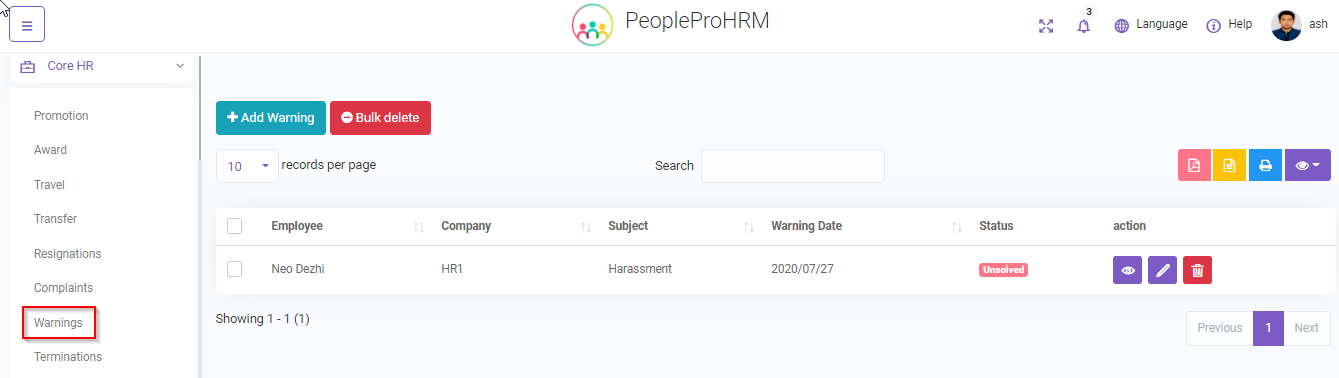 PeopleProHRM
3
Language
Help
ash
Core HR
Promotion
Award
Travel
Transfer
Resignations
Complaints
Warnings
Terminations
Add Warning
Bulk delete
10 records per page
Search
Employee Company Subject Warning Date Status action
Neo Dezhi HR1 Harassment 2020/07/27 Unsolved
Showing 1 - 1 (1)
Previous 1 Next